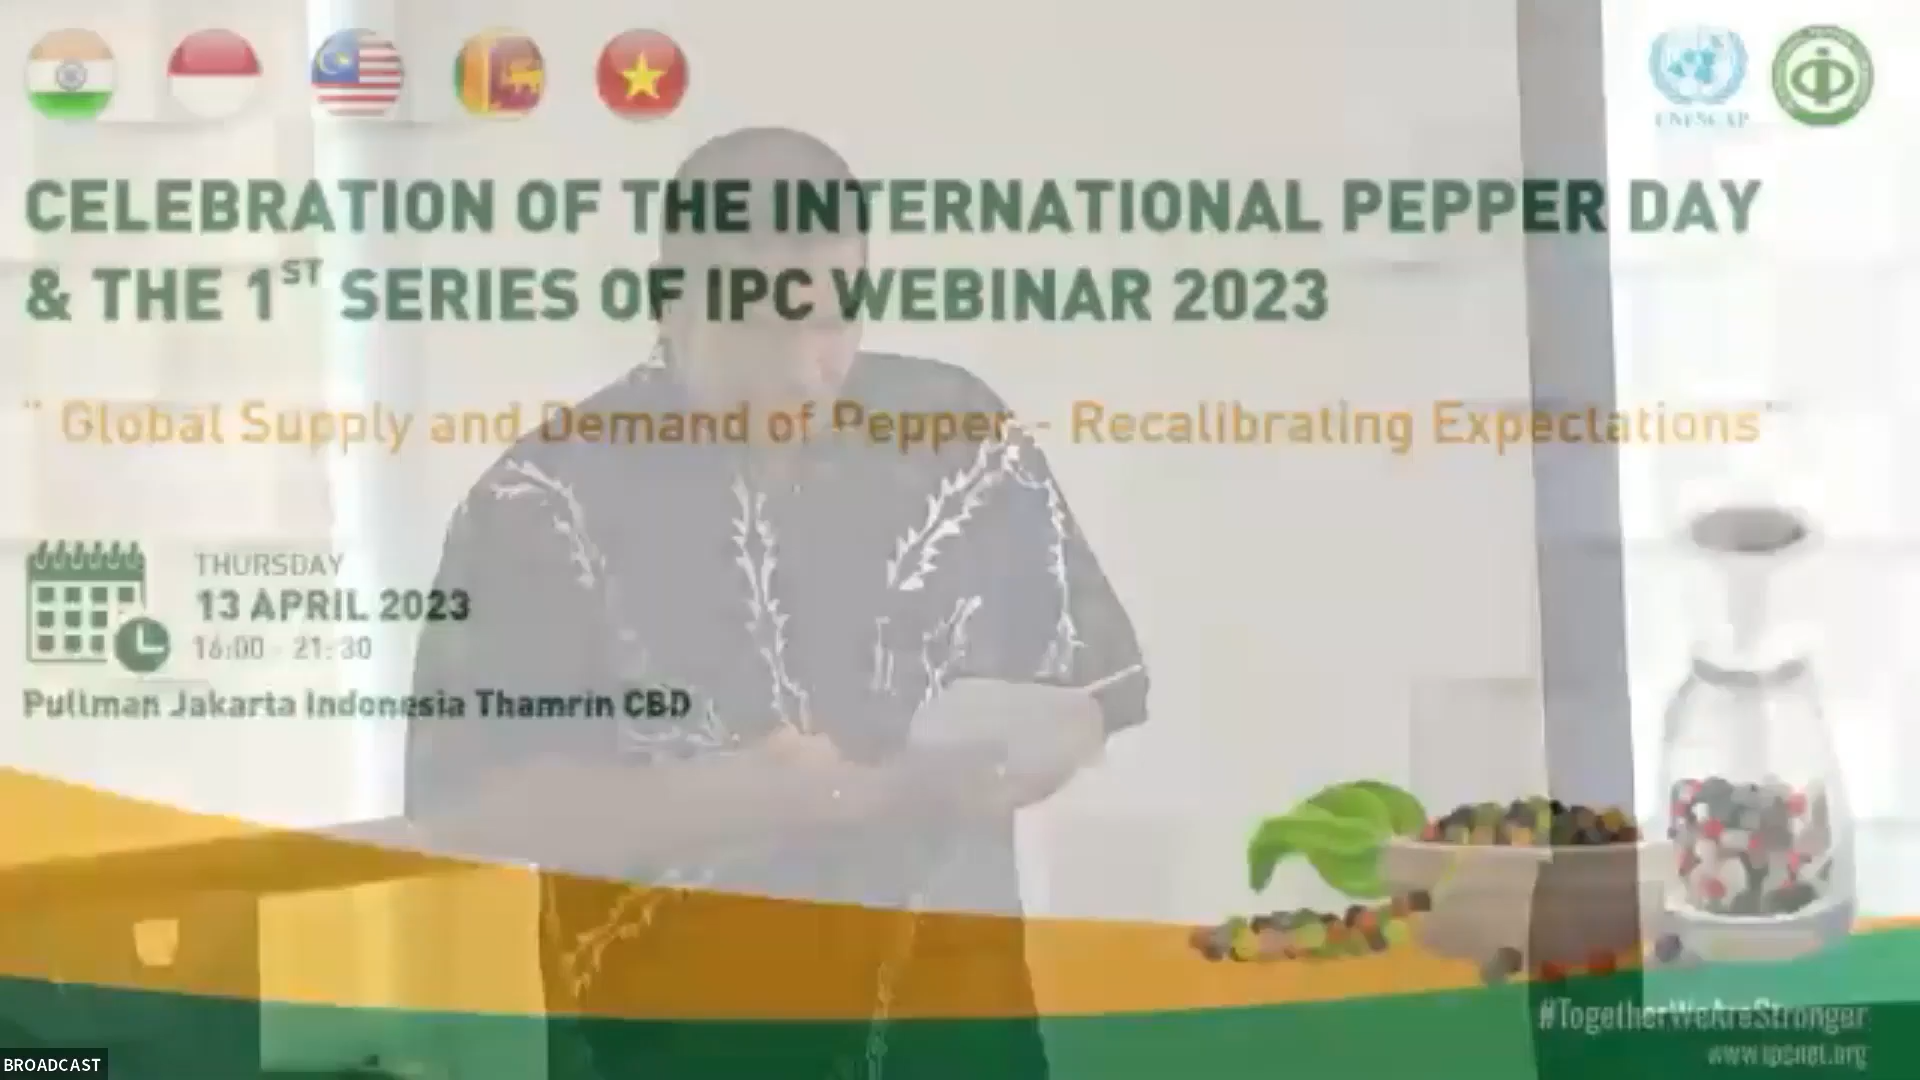 UNESCAP
CELEBRATION OF THE INTERNATIONAL PEPPER DAY
& THE 1ST SERIES OF IPC WEBINAR 2023
" Global Supply and Demand of Pepper - Recalibrating Expectations"
THURSDAY
13 APRIL 2023
16:00 - 21:30
Pullman Jakarta Indonesia Thamrin CBD
#TogetherWeAreStronger
www.ipcnet.org
BROADCAST